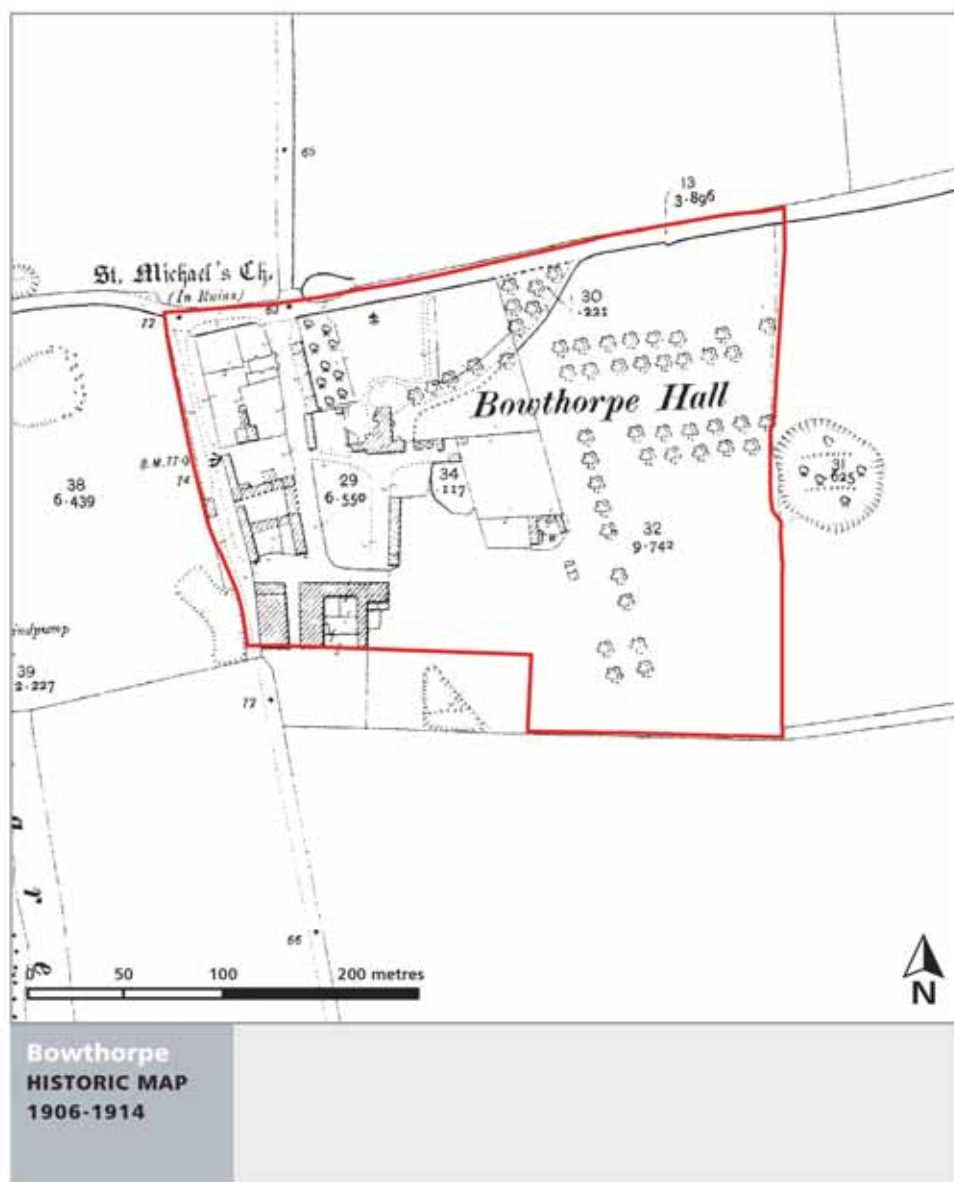 65
13
3·896
St. Michael's Ch.
(In Ruins)
72
30
·221
Bowthorpe Hall
B.M.77·0
74
38
6·439
29
6·550
34
·117
31
·625
32
9·742
indpump
39
2·227
72
a
r
e
66
0 50 100 200 metres
N
Bowthorpe
HISTORIC MAP
1906-1914